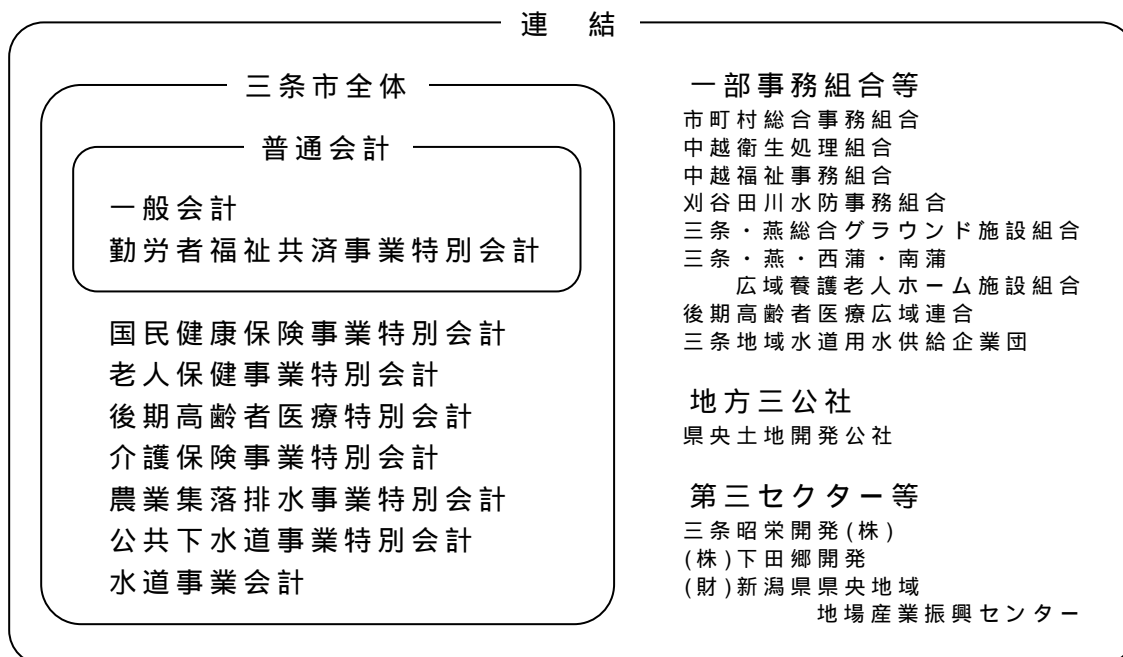 連　結
三条市全体
普通会計
一般会計
勤労者福祉共済事業特別会計
国民健康保険事業特別会計
老人保健事業特別会計
後期高齢者医療特別会計
介護保険事業特別会計
農業集落排水事業特別会計
公共下水道事業特別会計
水道事業会計
一部事務組合等
市町村総合事務組合
中越衛生処理組合
中越福祉事務組合
刈谷田川水防事務組合
三条・燕総合グラウンド施設組合
三条・燕・西蒲・南蒲
広域養護老人ホーム施設組合
後期高齢者医療広域連合
三条地域水道用水供給企業団
地方三公社
県央土地開発公社
第三セクター等
三条昭栄開発(株)
(株)下田郷開発
(財)新潟県県央地域
地場産業振興センター